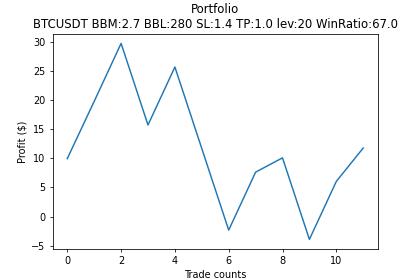 Portfolio
BTCUSDT BBM:2.7 BBL:280 SL:1.4 TP:1.0 lev:20 WinRatio:67.0
30
25
20
15
10
5
0
−5
Profit ($)
0 2 4 6 8 10
Trade counts